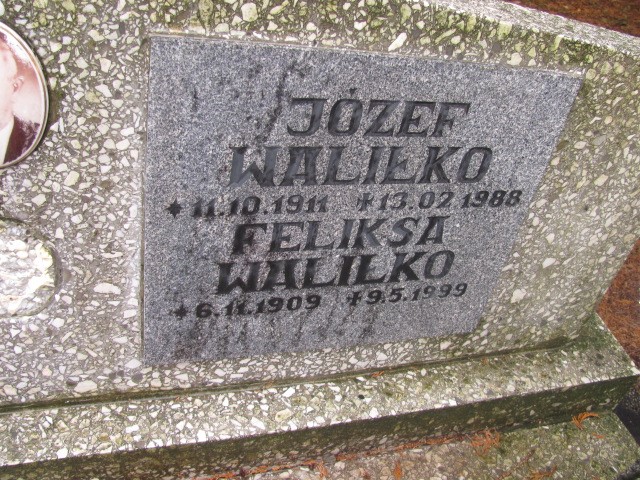 JÓZEF
WALIŁKO
* 11.10.1911 ✝ 13.02.1988
FELIKSA
WALIŁKO
* 6.11.1909 ✝ 9.5.1999